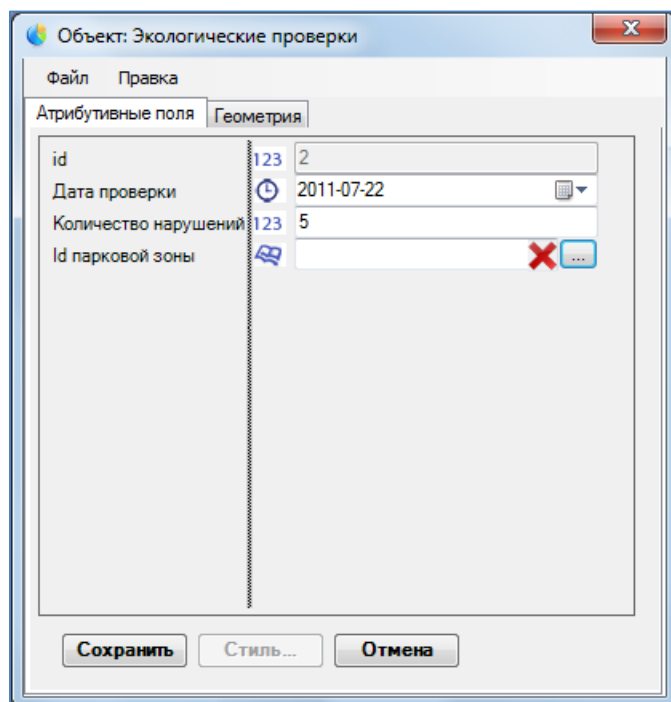 Объект: Экологические проверки
Файл Правка
Атрибутивные поля Геометрия
id 123 2
Дата проверки 2011-07-22
Количество нарушений 123 5
Id парковой зоны ...
Сохранить Стиль... Отмена